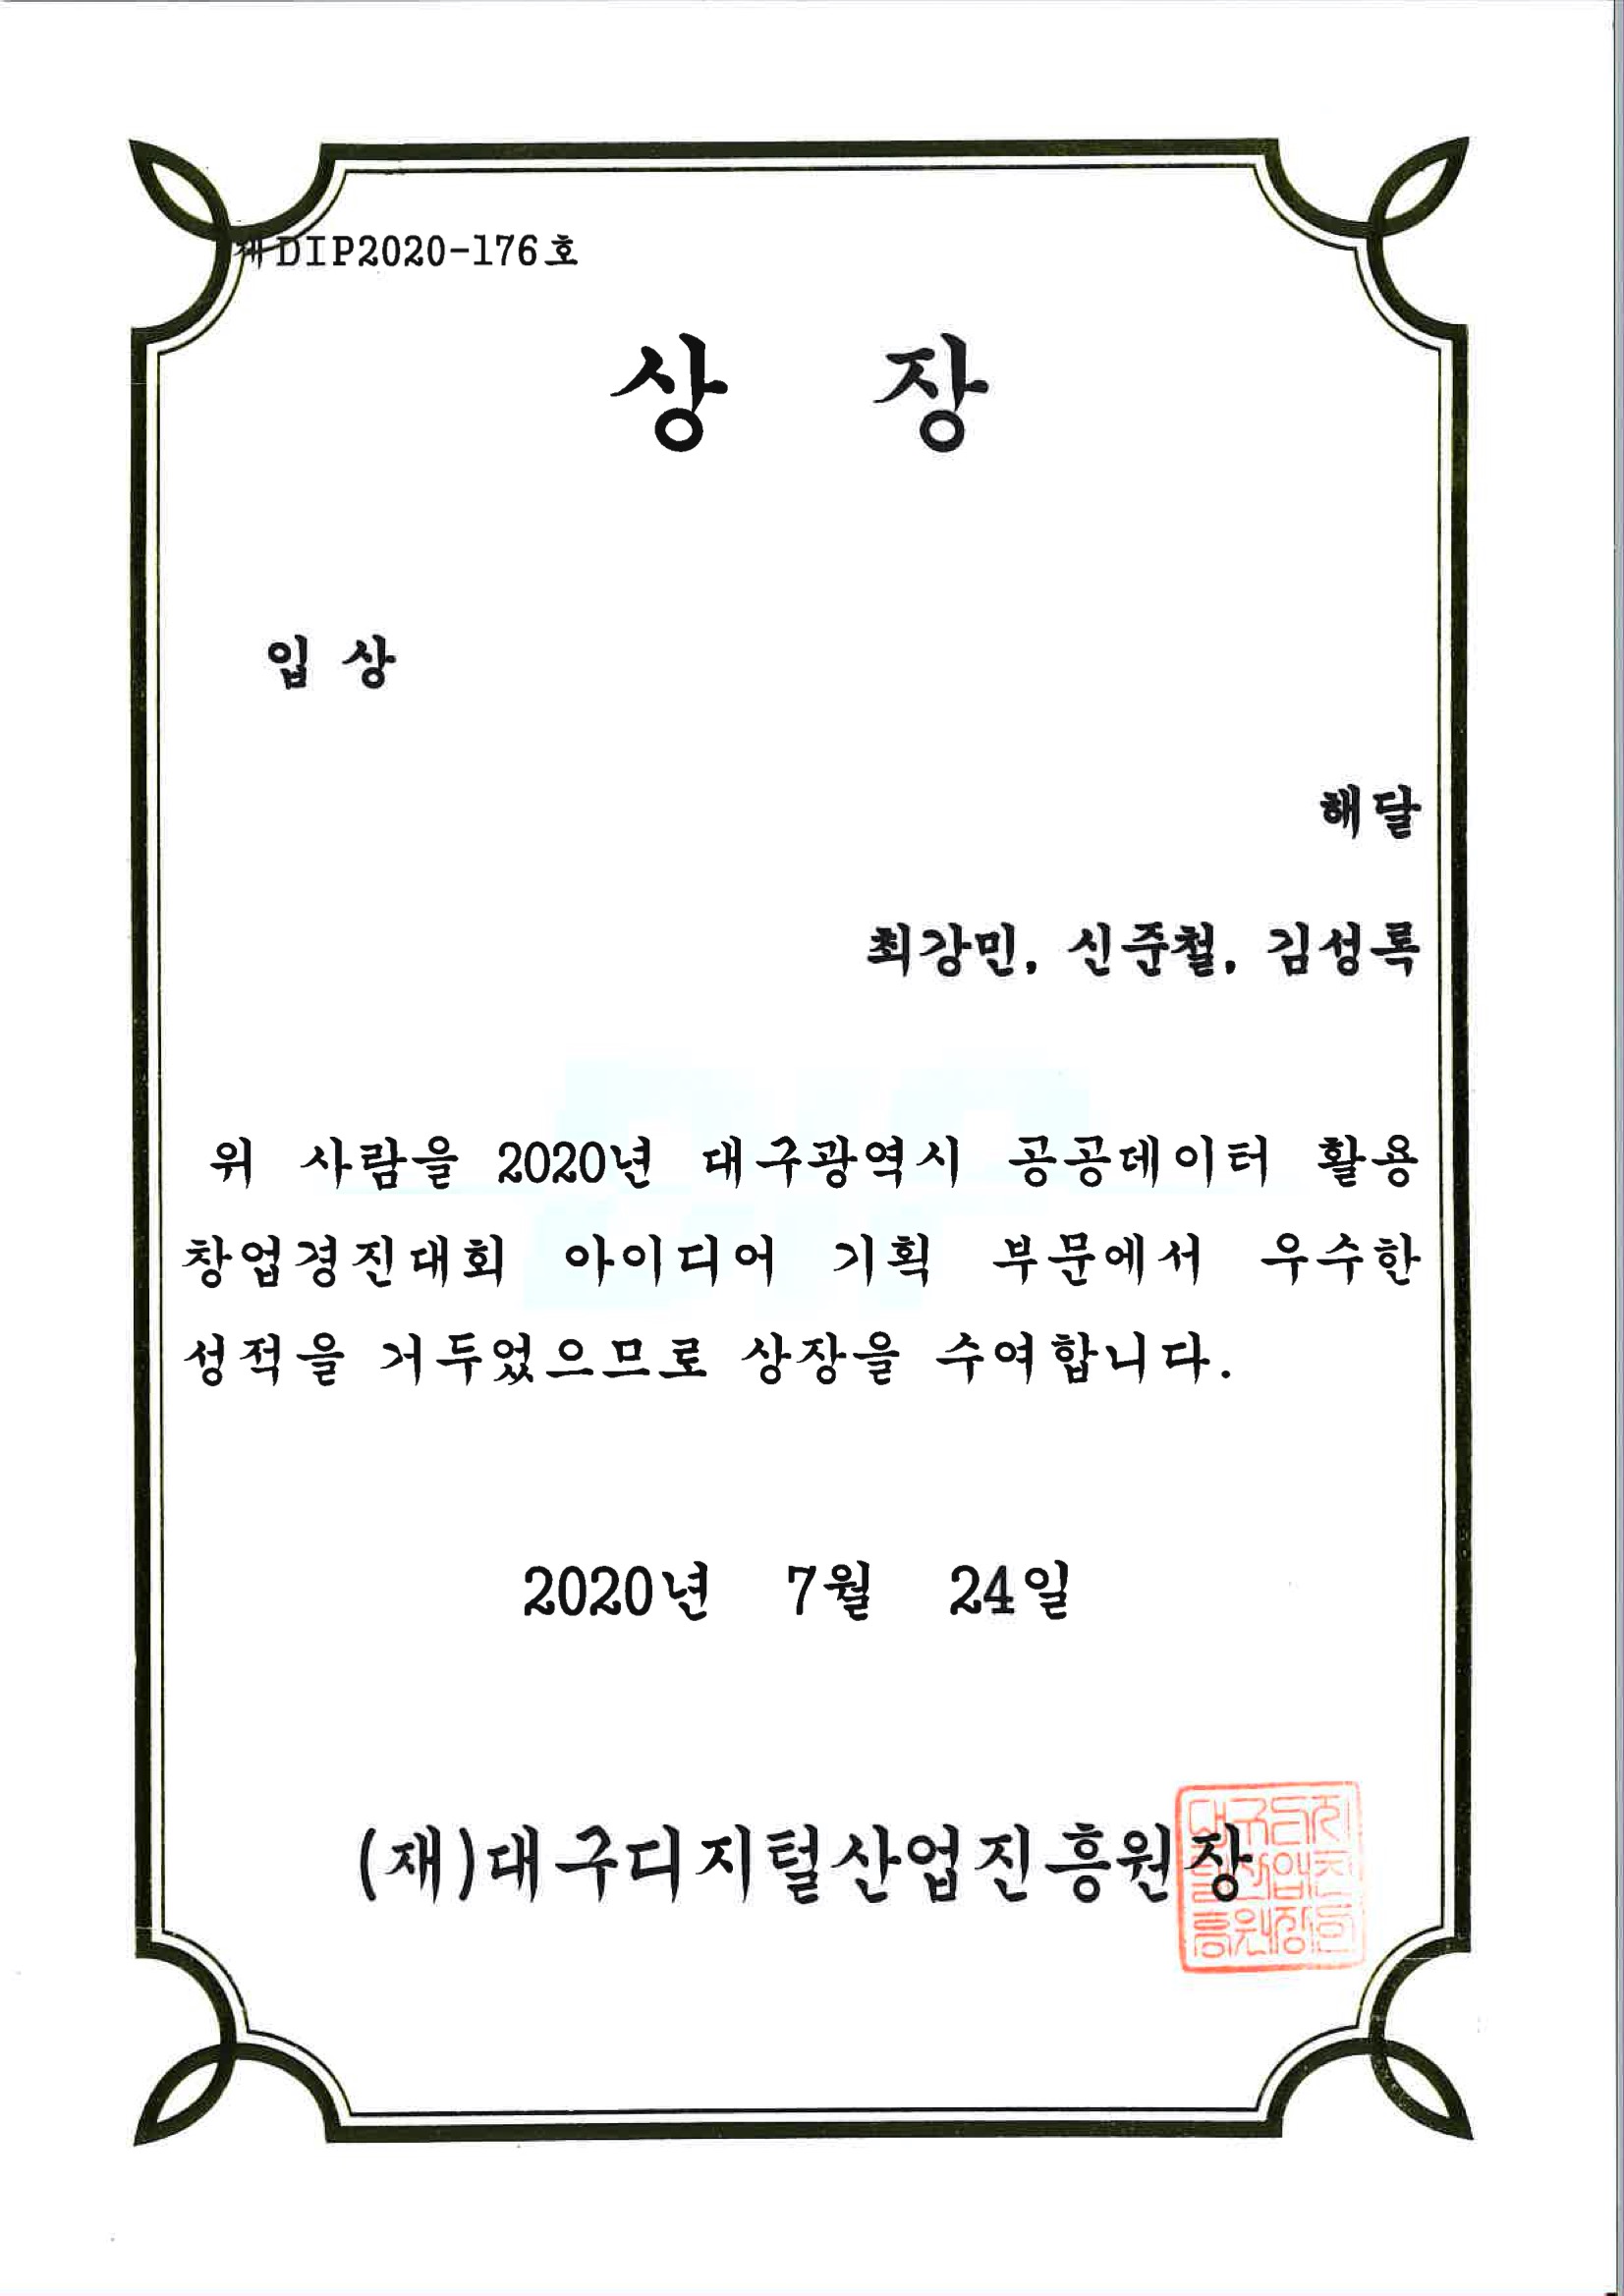 제DIP2020-176호
상 장
입 상
해달
최강민, 신준철, 김성록
DIP
위 사람을 2020년 대구광역시 공공데이터 활용
창업경진대회 아이디어 기획 부문에서 우수한
성적을 거두었으므로 상장을 수여합니다.
2020년 7월 24일
(재)대구디지털산업진흥원장
대구디지
털산업진
흥원장인